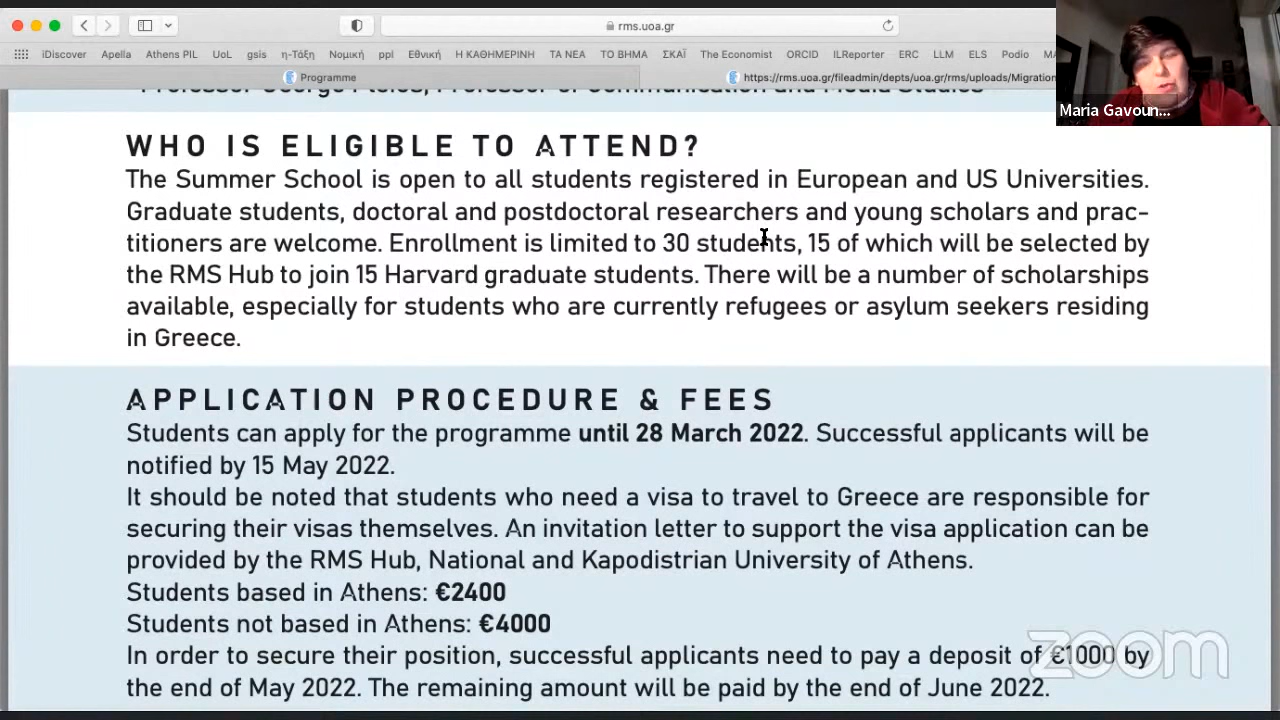 rms.uoa.gr
iDiscover Apella Athens PIL UoL gsis η-Τάξη Νομική ppl Εθνική Η ΚΑΘΗΜΕΡΙΝΗ ΤΑ ΝΕΑ ΤΟ ΒΗΜΑ ΣΚΑΪ The Economist ORCID ILReporter ERC LLM ELS Podio
Programme
https://rms.uoa.gr/fileadmin/depts/uoa.gr/rms/uploads/Migration
Maria Gavoun...
WHO IS ELIGIBLE TO ATTEND?
The Summer School is open to all students registered in European and US Universities.
Graduate students, doctoral and postdoctoral researchers and young scholars and prac-
titioners are welcome. Enrollment is limited to 30 students, 15 of which will be selected by
the RMS Hub to join 15 Harvard graduate students. There will be a number of scholarships
available, especially for students who are currently refugees or asylum seekers residing
in Greece.
APPLICATION PROCEDURE & FEES
Students can apply for the programme until 28 March 2022. Successful applicants will be
notified by 15 May 2022.
It should be noted that students who need a visa to travel to Greece are responsible for
securing their visas themselves. An invitation letter to support the visa application can be
provided by the RMS Hub, National and Kapodistrian University of Athens.
Students based in Athens: €2400
Students not based in Athens: €4000
In order to secure their position, successful applicants need to pay a deposit of €1000 by
the end of May 2022. The remaining amount will be paid by the end of June 2022.
zoom